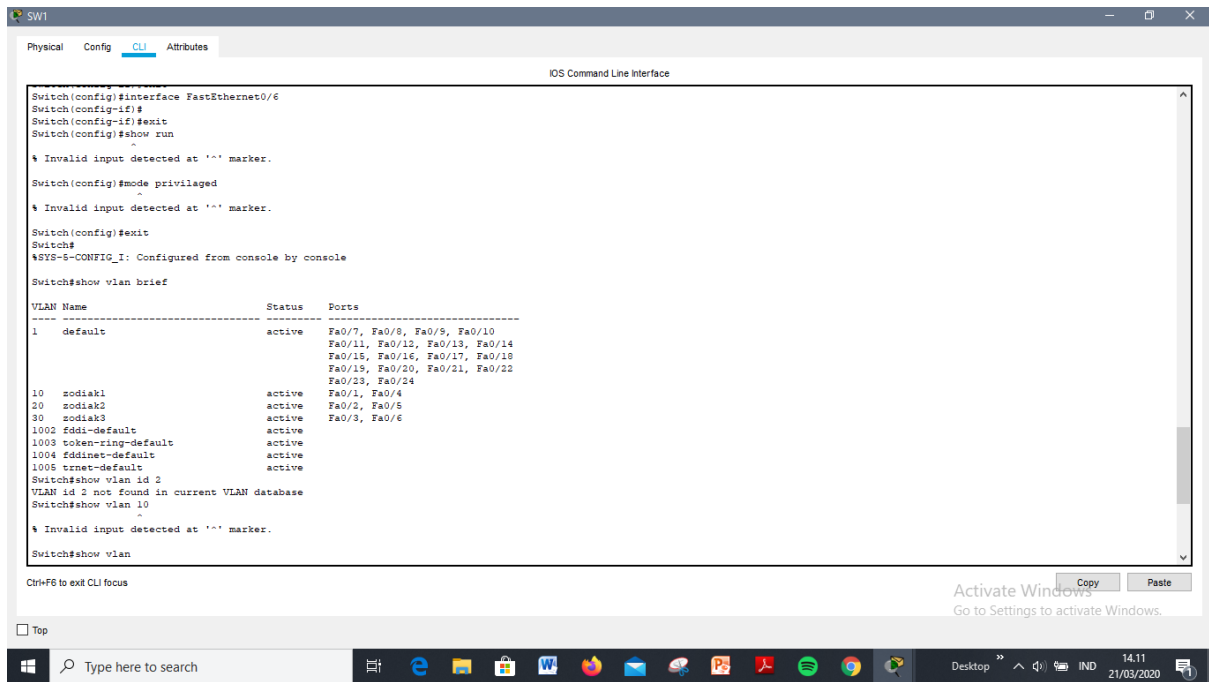 SW1
Physical Config CLI Attributes
IOS Command Line Interface
Switch(config)#interface FastEthernet0/6
Switch(config-if)#
Switch(config-if)#exit
Switch(config)#show run
^
% Invalid input detected at '^' marker.
Switch(config)#mode privilaged
^
% Invalid input detected at '^' marker.
Switch(config)#exit
Switch#
%SYS-5-CONFIG_I: Configured from console by console
Switch#show vlan brief
VLAN Name Status Ports
---- -------------------------------- --------- -------------------------------
1 default active Fa0/7, Fa0/8, Fa0/9, Fa0/10
Fa0/11, Fa0/12, Fa0/13, Fa0/14
Fa0/15, Fa0/16, Fa0/17, Fa0/18
Fa0/19, Fa0/20, Fa0/21, Fa0/22
Fa0/23, Fa0/24
10 zodiak1 active Fa0/1, Fa0/4
20 zodiak2 active Fa0/2, Fa0/5
30 zodiak3 active Fa0/3, Fa0/6
1002 fddi-default active
1003 token-ring-default active
1004 fddinet-default active
1005 trnet-default active
Switch#show vlan id 2
VLAN id 2 not found in current VLAN database
Switch#show vlan 10
^
% Invalid input detected at '^' marker.
Switch#show vlan
Ctrl+F6 to exit CLI focus
Copy Paste
Activate Windows
Go to Settings to activate Windows.
Top
Type here to search
Desktop » IND 14.11
21/03/2020